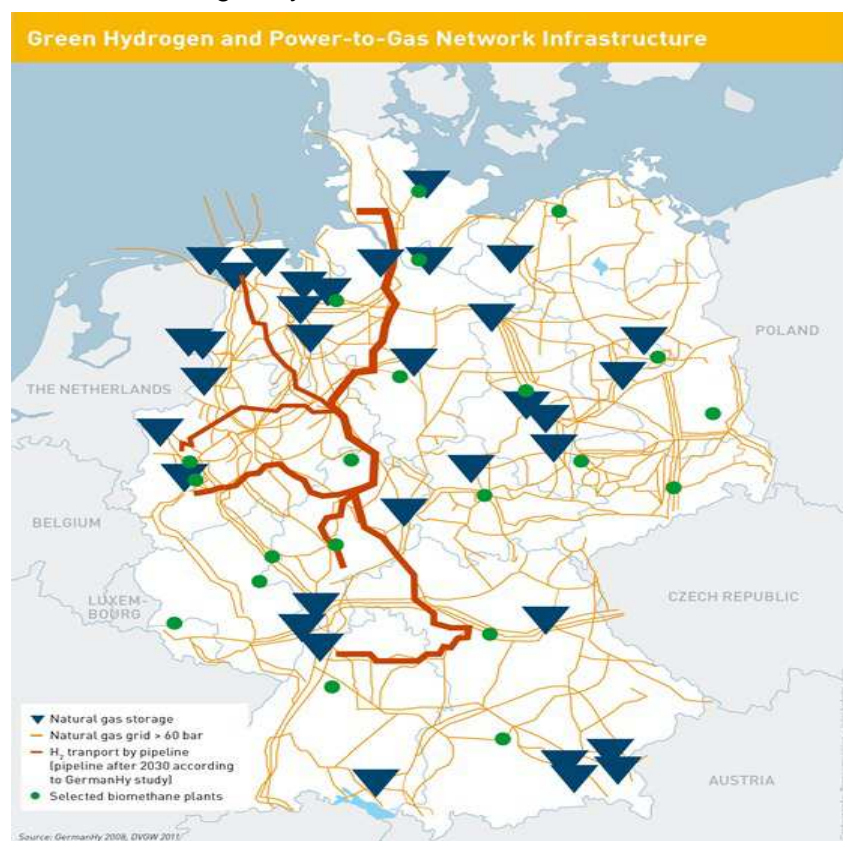 Green Hydrogen and Power-to-Gas Network Infrastructure
POLAND
THE NETHERLANDS
BELGIUM
CZECH REPUBLIC
LUXEM-
BOURG
AUSTRIA
Natural gas storage
Natural gas grid > 60 bar
H₂ tranport by pipeline
[pipeline after 2030 according
to GermanHy study]
Selected biomethane plants
Source: GermanHy 2008, DVGW 2011